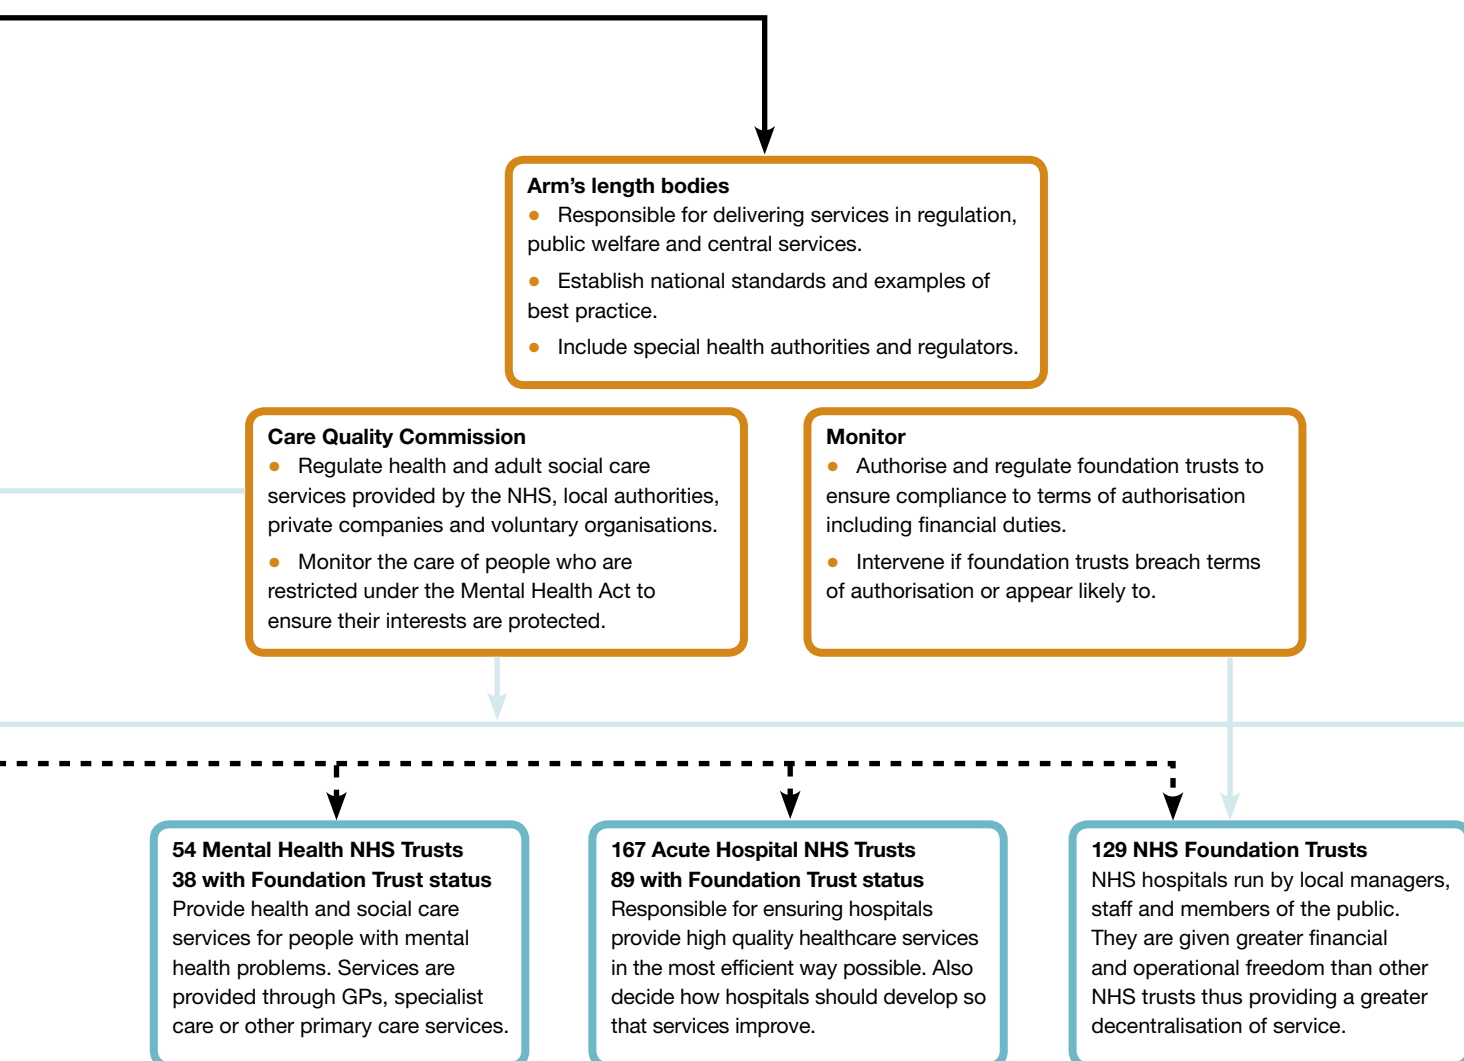 Arm’s length bodies
● Responsible for delivering services in regulation,
public welfare and central services.
● Establish national standards and examples of
best practice.
● Include special health authorities and regulators.
Care Quality Commission
● Regulate health and adult social care
services provided by the NHS, local authorities,
private companies and voluntary organisations.
● Monitor the care of people who are
restricted under the Mental Health Act to
ensure their interests are protected.
Monitor
● Authorise and regulate foundation trusts to
ensure compliance to terms of authorisation
including financial duties.
● Intervene if foundation trusts breach terms
of authorisation or appear likely to.
54 Mental Health NHS Trusts
38 with Foundation Trust status
Provide health and social care
services for people with mental
health problems. Services are
provided through GPs, specialist
care or other primary care services.
167 Acute Hospital NHS Trusts
89 with Foundation Trust status
Responsible for ensuring hospitals
provide high quality healthcare services
in the most efficient way possible. Also
decide how hospitals should develop so
that services improve.
129 NHS Foundation Trusts
NHS hospitals run by local managers,
staff and members of the public.
They are given greater financial
and operational freedom than other
NHS trusts thus providing a greater
decentralisation of service.